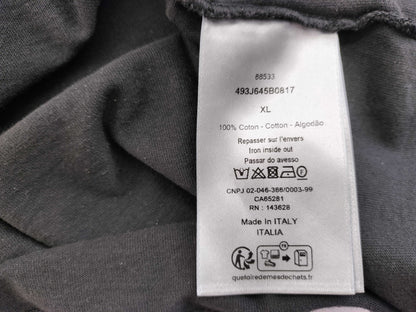 88533
493J645B0817
XL
100% Coton - Cotton - Algodão
Repasser sur l'envers
Iron inside out
Passar do avesso
CNPJ 02-046-386/0003-99
CA65281
RN : 143628
Made In ITALY
ITALIA
FR
quefairedemesdechets.fr